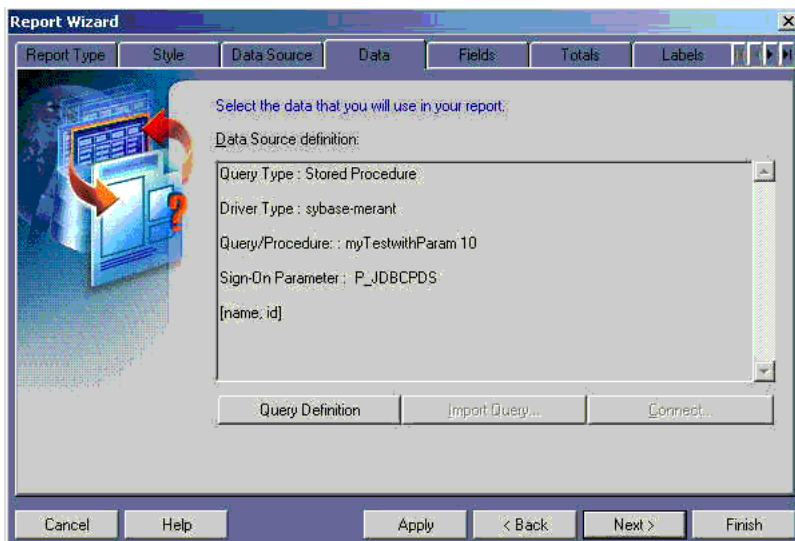 Report Wizard
Report Type
Style
Data Source
Data
Fields
Totals
Labels
Select the data that you will use in your report.
Data Source definition:
Query Type : Stored Procedure
Driver Type : sybase-merant
Query/Procedure: : myTestwithParam 10
Sign-On Parameter : P_JDBCPDS
[name, id]
Query Definition
Import Query...
Connect...
Cancel
Help
Apply
< Back
Next >
Finish